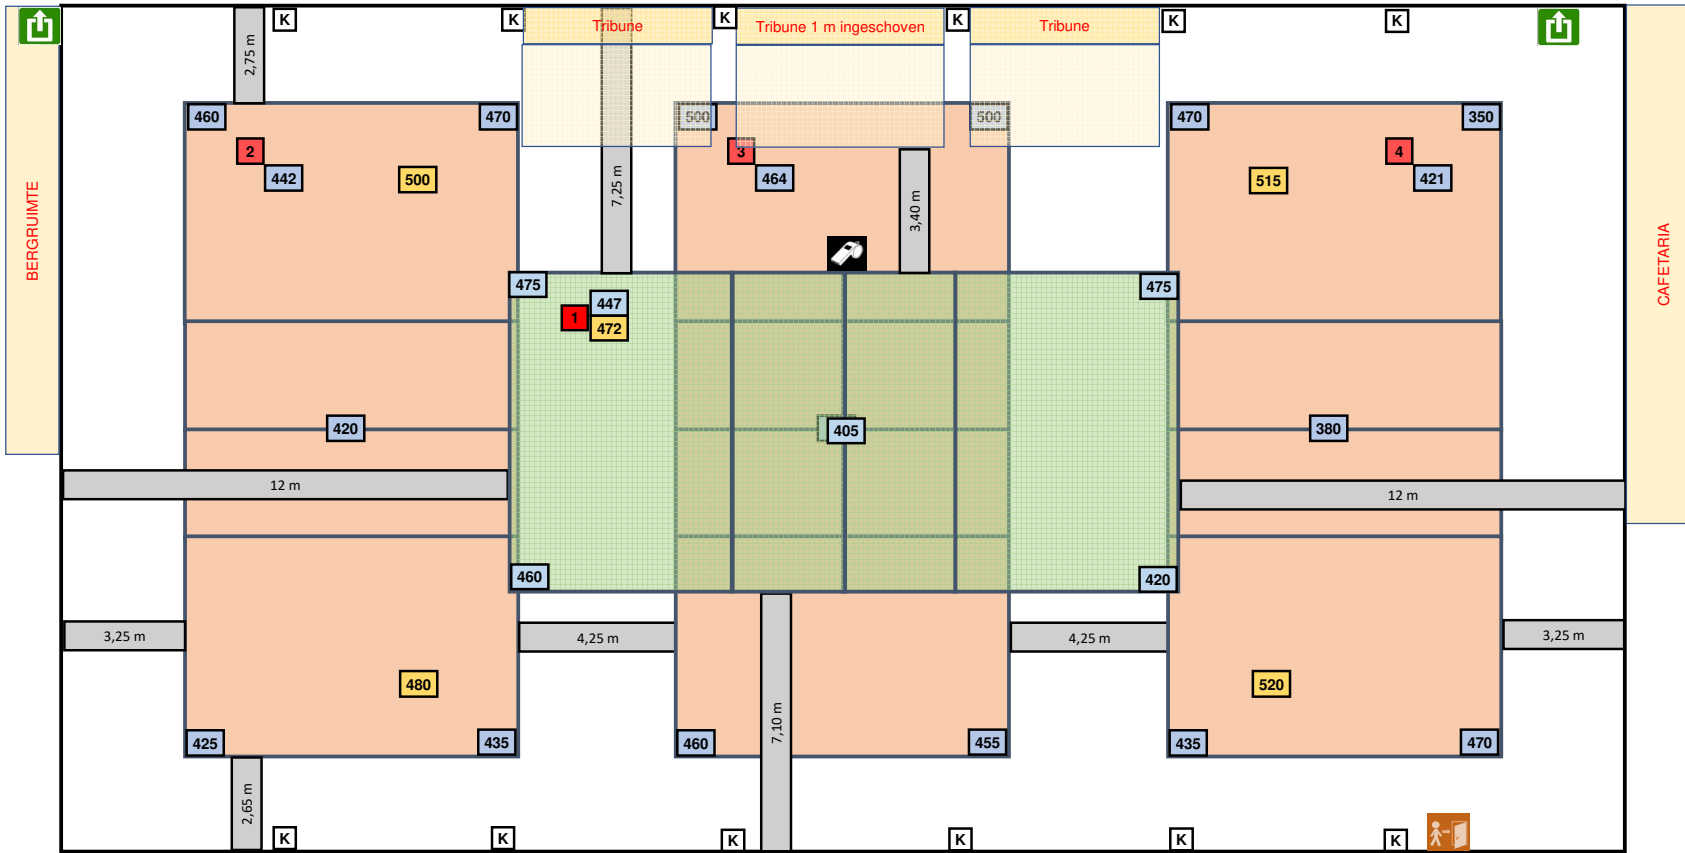 K
K
K
K
K
K
Tribune
Tribune 1 m ingeschoven
Tribune
2,75 m
460
470
500
500
470
350
2
442
500
3
464
515
4
421
BERGRUIMTE
7,25 m
3,40 m
CAFETARIA
475
475
1
447
472
420
405
380
12 m
12 m
460
420
3,25 m
4,25 m
4,25 m
3,25 m
480
520
7,10 m
425
435
460
455
435
470
2,65 m
K
K
K
K
K
K